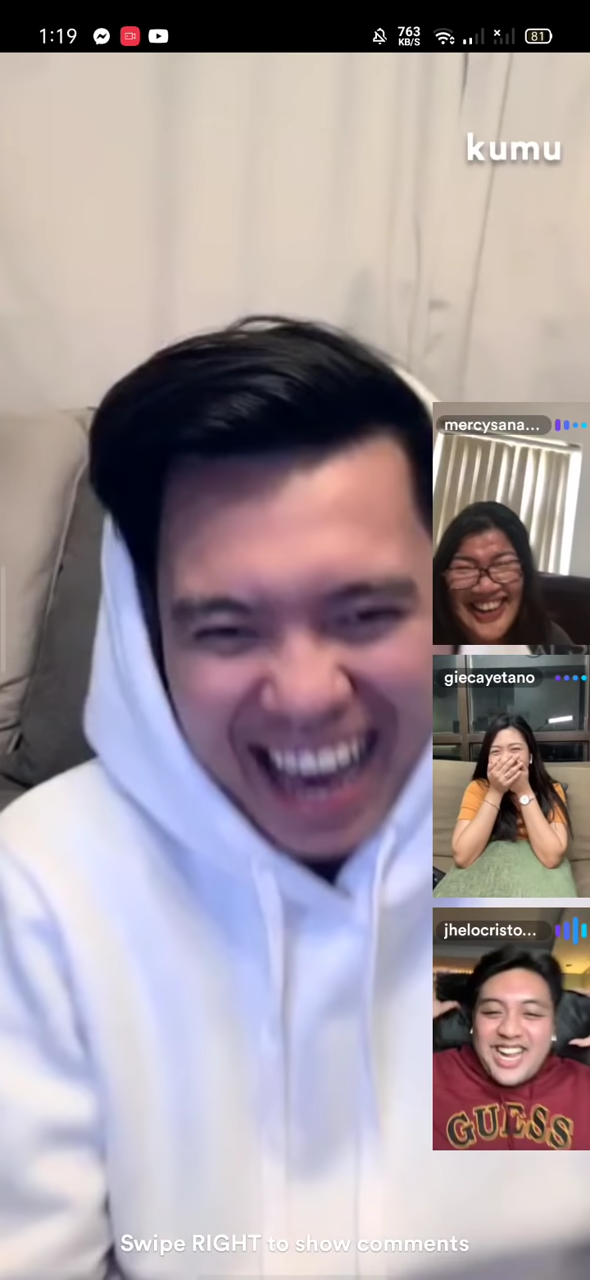 1:19
763
KB/S
81
kumu
mercysana...
giecayetano
jhelocristo...
GUESS
Swipe RIGHT to show comments